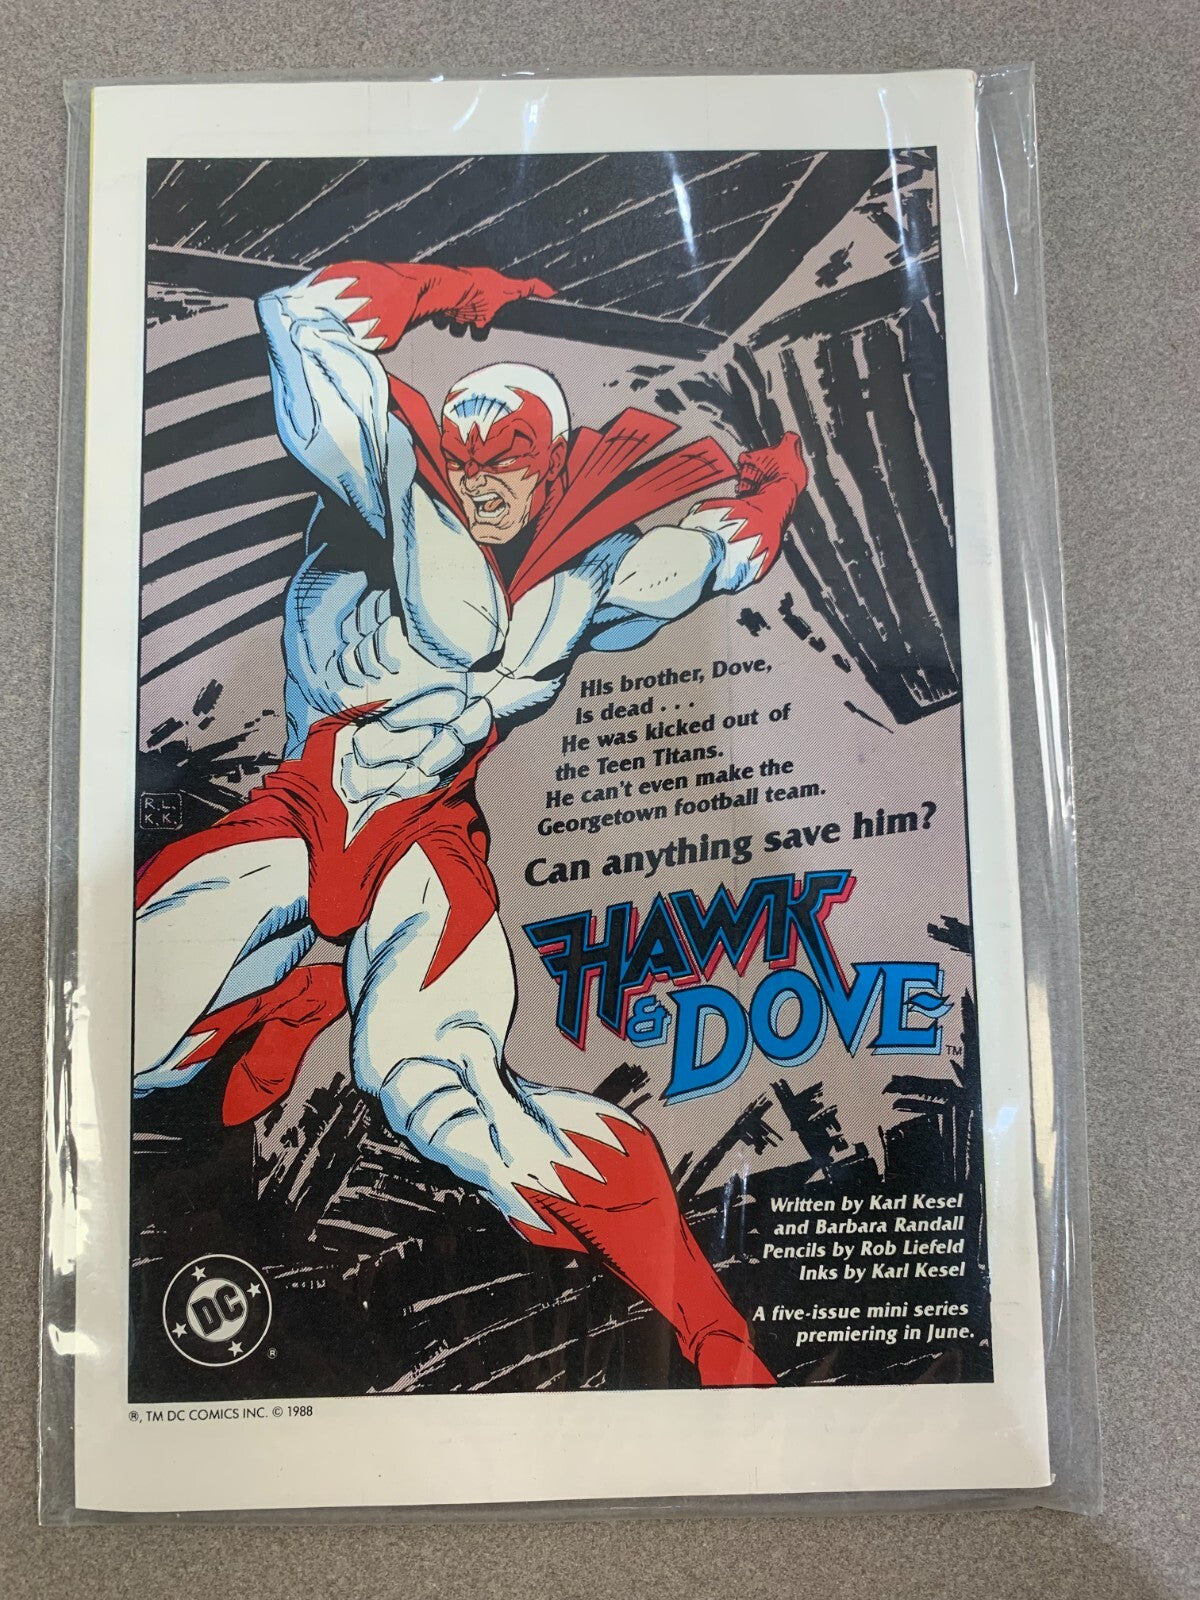 His brother, Dove,
is dead . . .
He was kicked out of
the Teen Titans.
He can't even make the
Georgetown football team.
Can anything save him?
HAWK
& DOVE
TM
R.L.
K.K.
Written by Karl Kesel
and Barbara Randall
Pencils by Rob Liefeld
Inks by Karl Kesel
A five-issue mini series
premiering in June.
DC
®
®, TM DC COMICS INC. © 1988